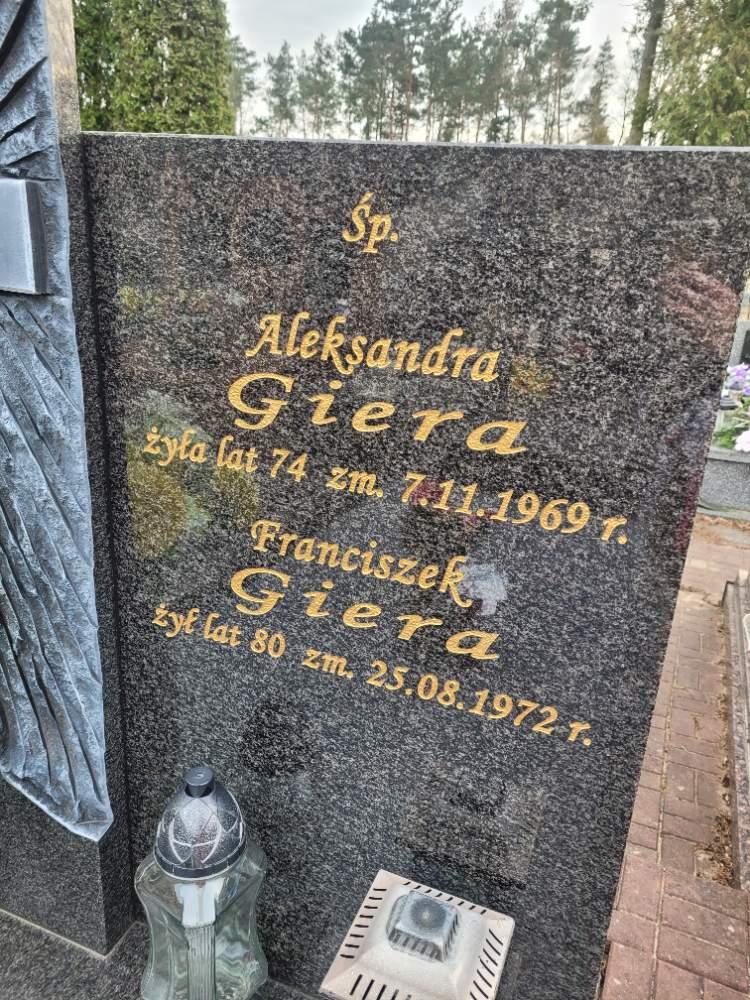 Śp.
Aleksandra
Giera
żyła lat 74 zm. 7.11.1969 r.
Franciszek
Giera
żył lat 80 zm. 25.08.1972 r.